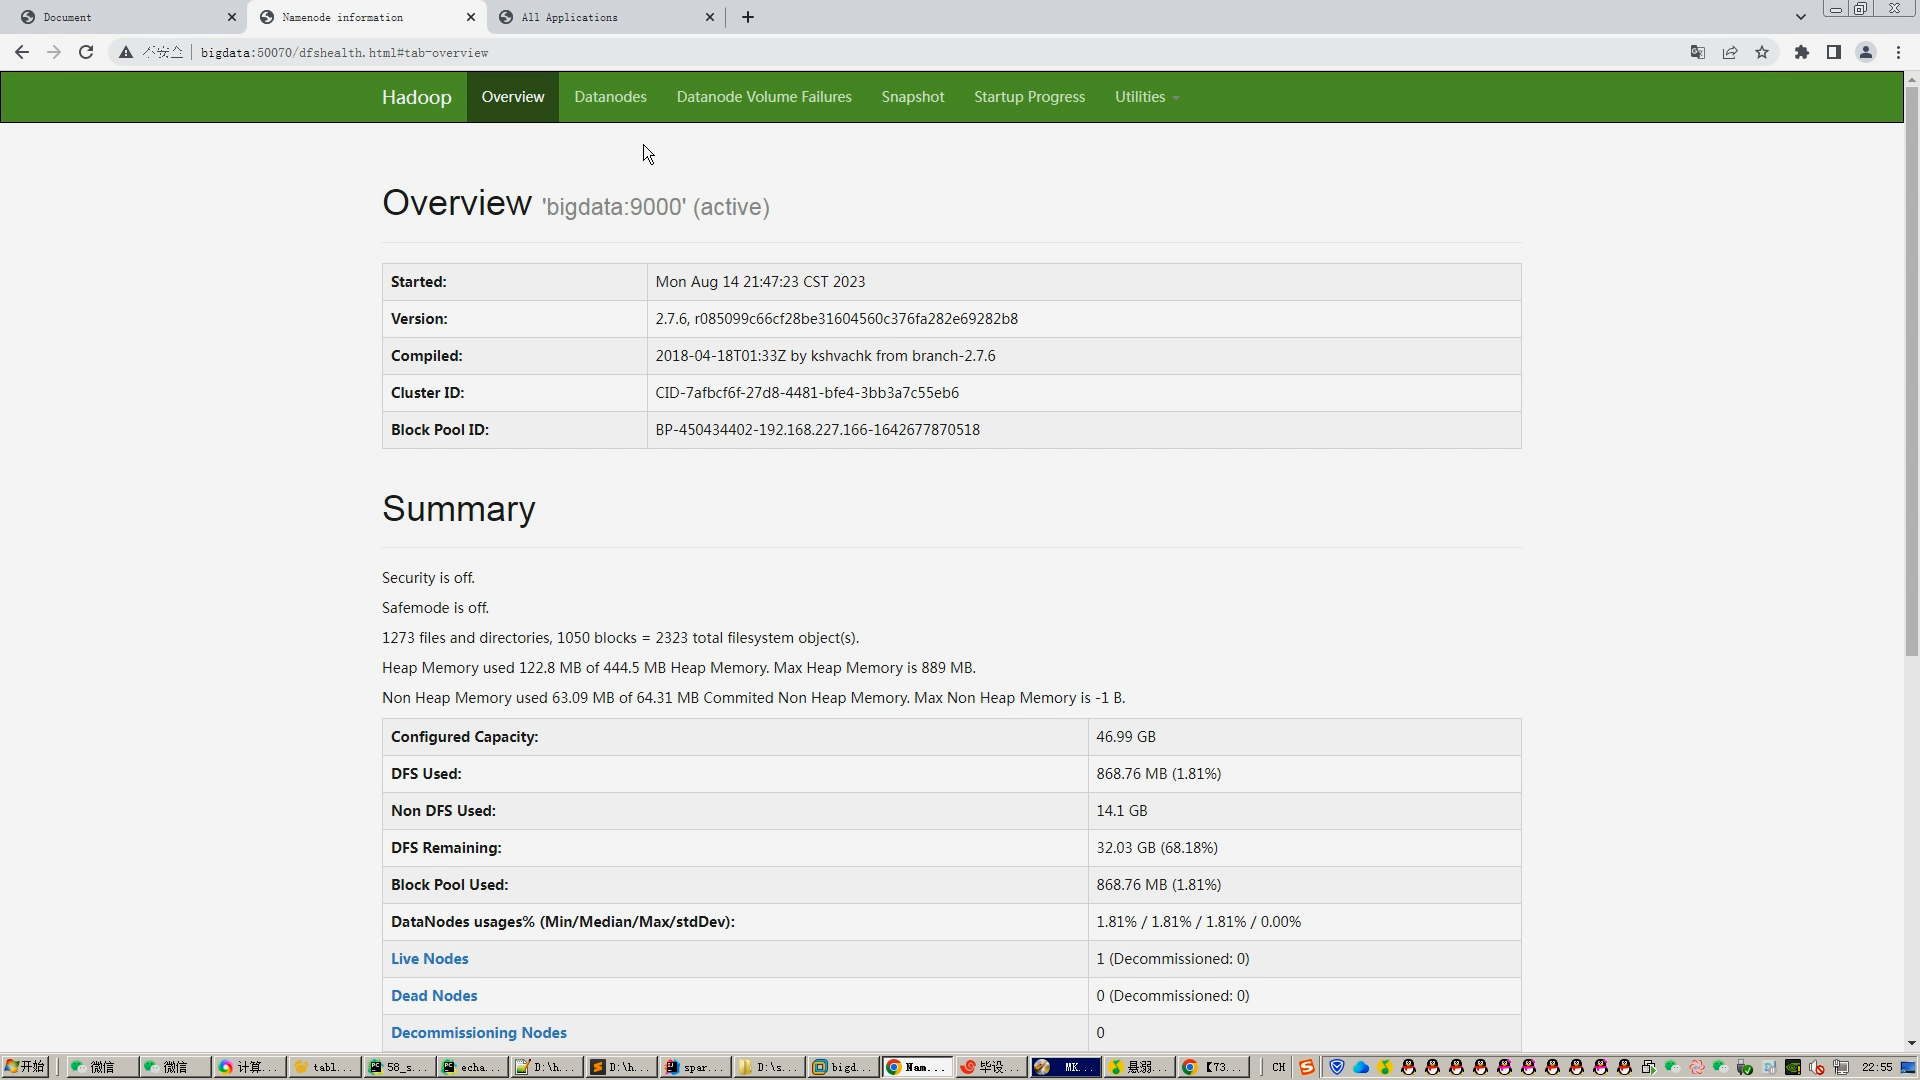 Document
Namenode information
All Applications
不安全 bigdata:50070/dfshealth.html#tab-overview
Hadoop Overview Datanodes Datanode Volume Failures Snapshot Startup Progress Utilities
Overview 'bigdata:9000' (active)
Started: Mon Aug 14 21:47:23 CST 2023
Version: 2.7.6, r085099c66cf28be31604560c376fa282e69282b8
Compiled: 2018-04-18T01:33Z by kshvachk from branch-2.7.6
Cluster ID: CID-7afbcf6f-27d8-4481-bfe4-3bb3a7c55eb6
Block Pool ID: BP-450434402-192.168.227.166-1642677870518
Summary
Security is off.
Safemode is off.
1273 files and directories, 1050 blocks = 2323 total filesystem object(s).
Heap Memory used 122.8 MB of 444.5 MB Heap Memory. Max Heap Memory is 889 MB.
Non Heap Memory used 63.09 MB of 64.31 MB Commited Non Heap Memory. Max Non Heap Memory is -1 B.
Configured Capacity: 46.99 GB
DFS Used: 868.76 MB (1.81%)
Non DFS Used: 14.1 GB
DFS Remaining: 32.03 GB (68.18%)
Block Pool Used: 868.76 MB (1.81%)
DataNodes usages% (Min/Median/Max/stdDev): 1.81% / 1.81% / 1.81% / 0.00%
Live Nodes 1 (Decommissioned: 0)
Dead Nodes 0 (Decommissioned: 0)
Decommissioning Nodes 0
开始 微信 微信 计算... tabl... 58_s... echa... D:\h... D:\h... spar... D:\s... bigd... Nam... 毕设... MK... 悬弱... 【73... CH 22:55